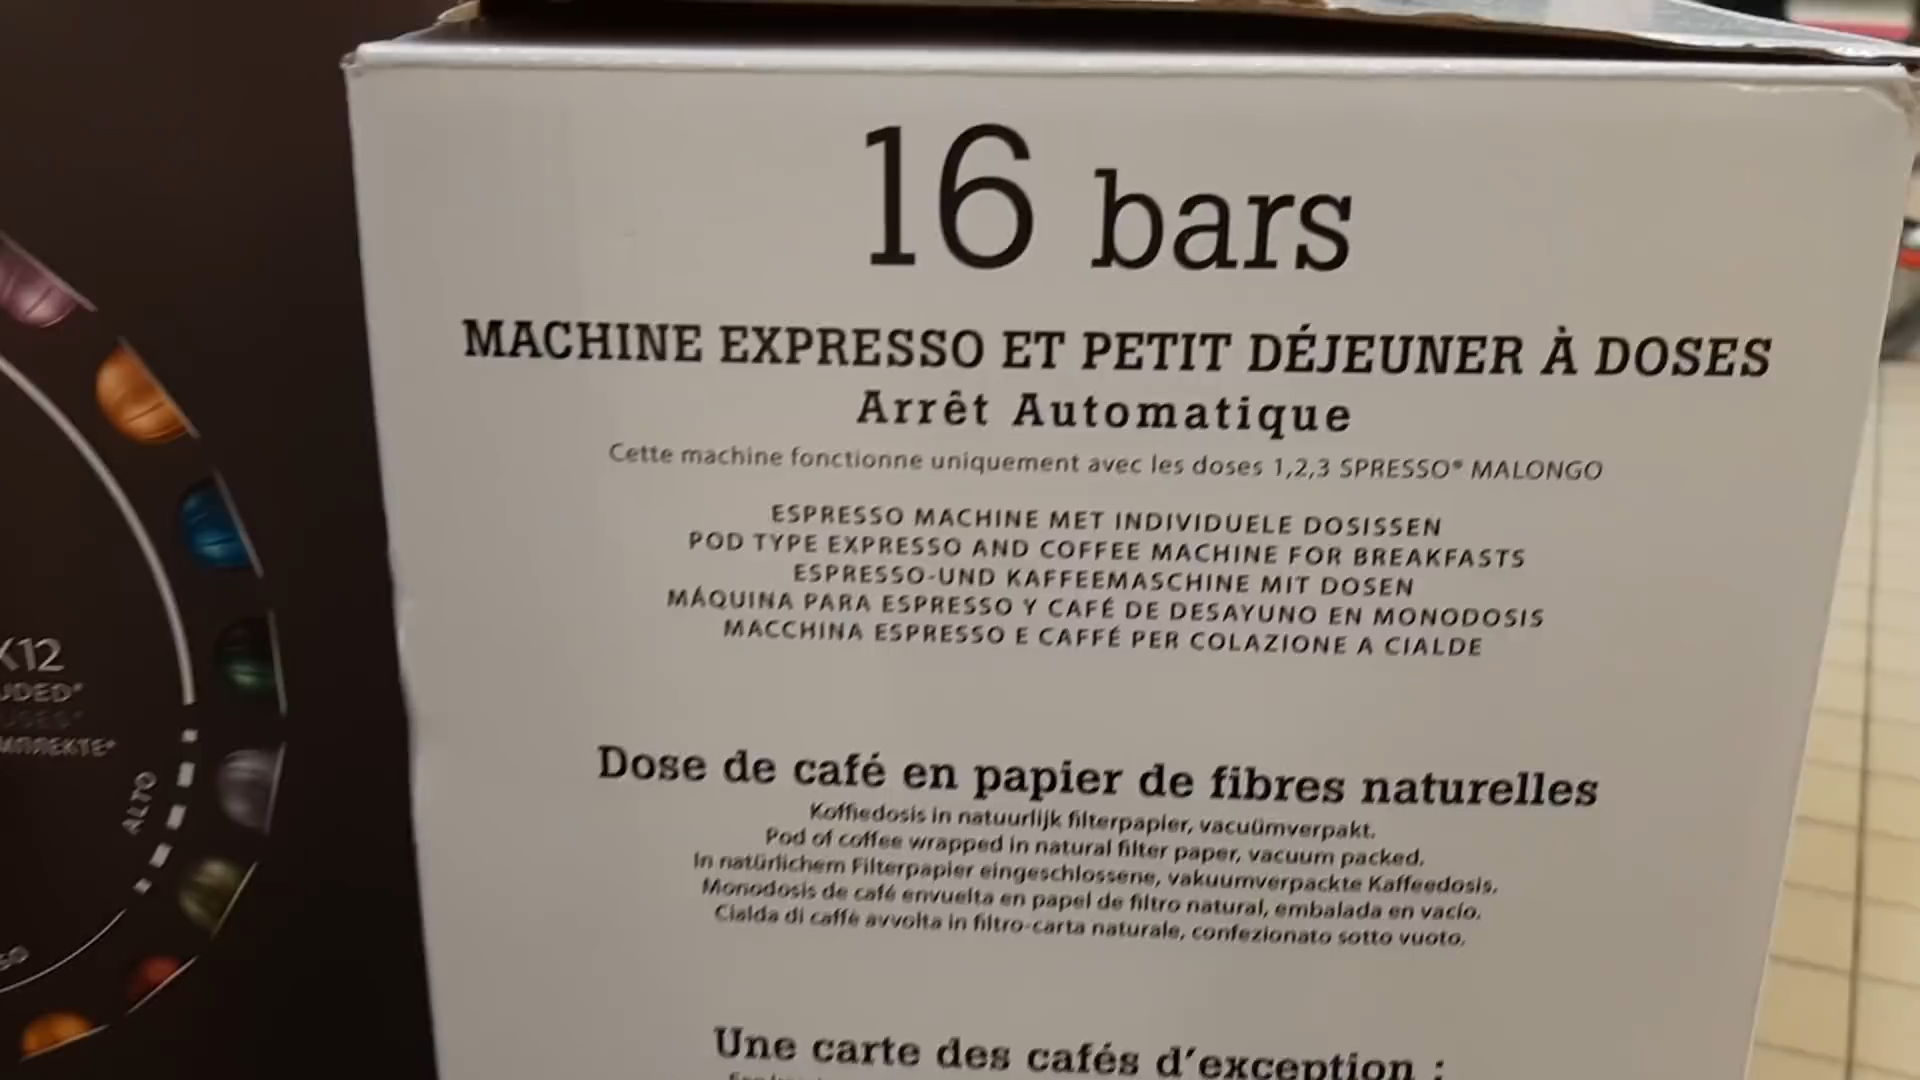 16 bars
MACHINE EXPRESSO ET PETIT DÉJEUNER À DOSES
Arrêt Automatique
Cette machine fonctionne uniquement avec les doses 1,2,3 SPRESSO® MALONGO
ESPRESSO MACHINE MET INDIVIDUELE DOSISSEN
POD TYPE EXPRESSO AND COFFEE MACHINE FOR BREAKFASTS
ESPRESSO-UND KAFFEEMASCHINE MIT DOSEN
MÁQUINA PARA ESPRESSO Y CAFÉ DE DESAYUNO EN MONODOSIS
MACCHINA ESPRESSO E CAFFÉ PER COLAZIONE A CIALDE
Dose de café en papier de fibres naturelles
Koffiedosis in natuurlijk filterpapier, vacuümverpakt.
Pod of coffee wrapped in natural filter paper, vacuum packed.
In natürlichem Filterpapier eingeschlossene, vakuumverpackte Kaffeedosis.
Monodosis de café envuelta en papel de filtro natural, embalada en vacío.
Cialda di caffè avvolta in filtro-carta naturale, confezionato sotto vuoto.
Une carte des cafés d'exception :
X12
ALTO